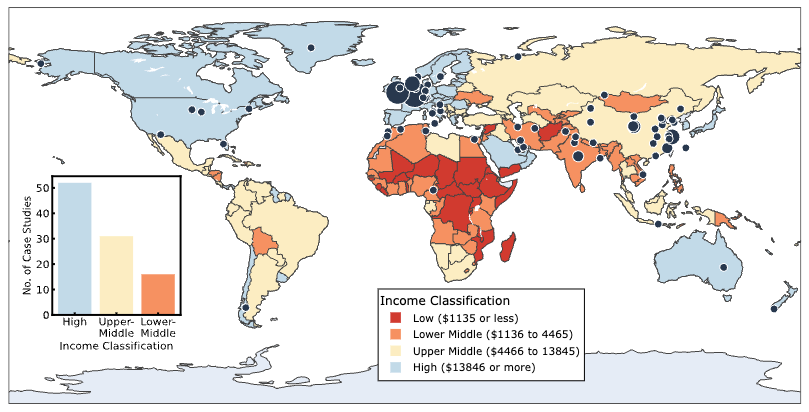 50
40
30
20
10
0
No. of Case Studies
High
Upper-
Middle
Lower-
Middle
Income Classification
Income Classification
Low ($1135 or less)
Lower Middle ($1136 to 4465)
Upper Middle ($4466 to 13845)
High ($13846 or more)